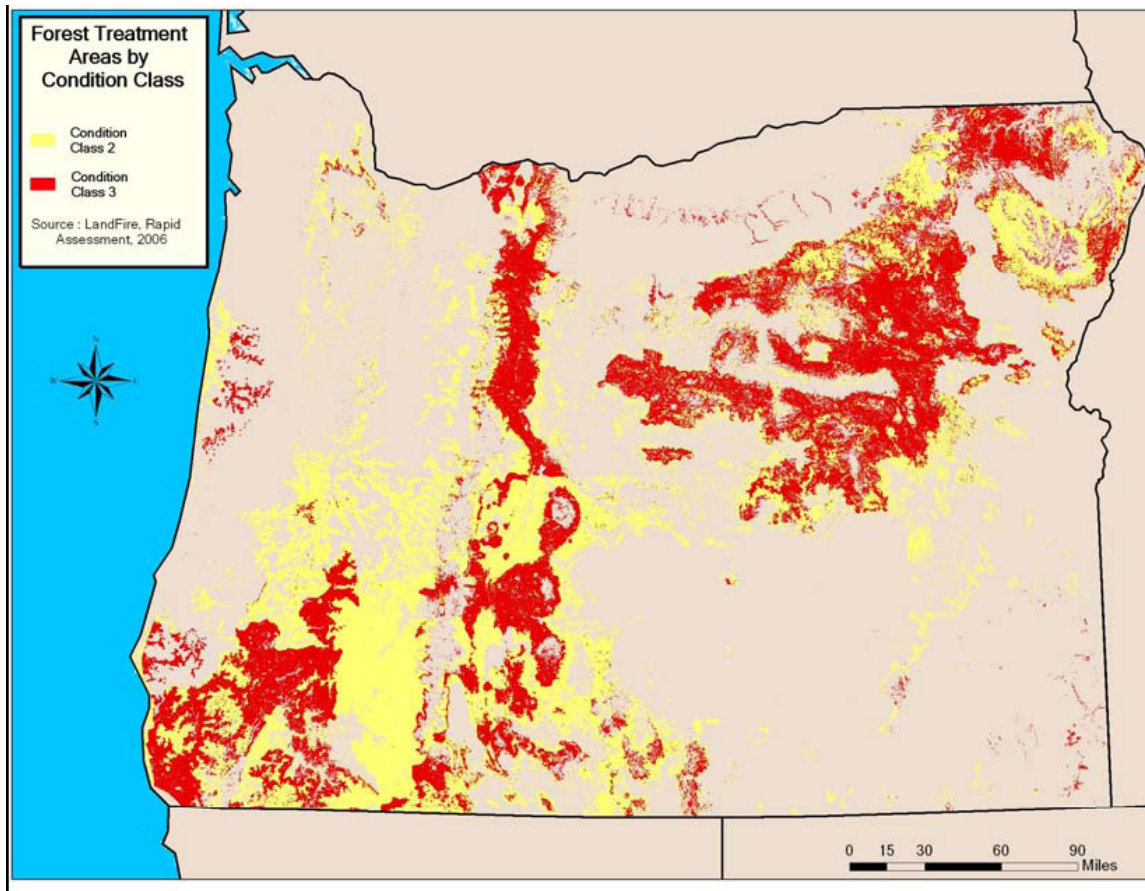 Forest Treatment
Areas by
Condition Class
Condition
Class 2
Condition
Class 3
Source : LandFire, Rapid
Assessment, 2006
N
W
E
S
0 15 30 60 90
Miles